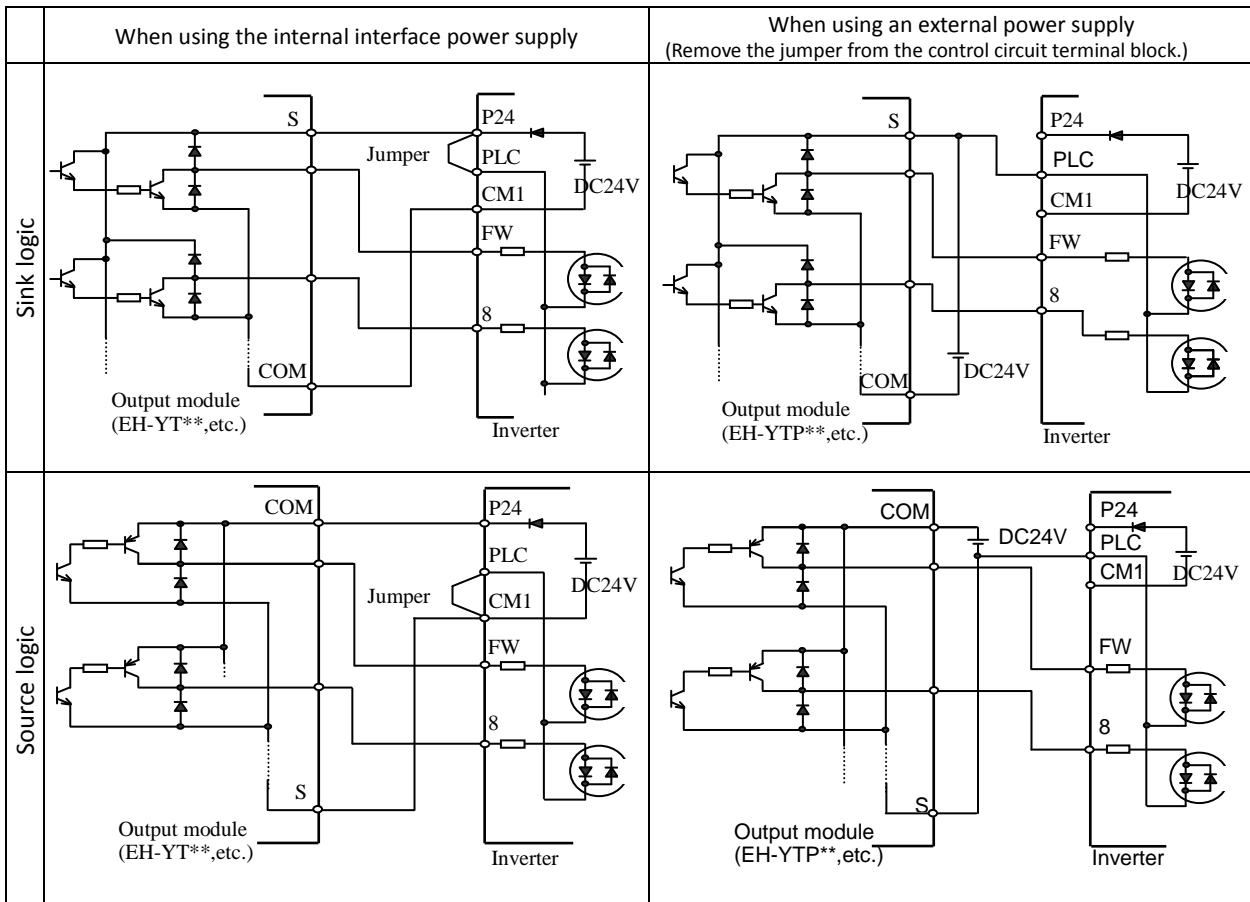 When using the internal interface power supply
When using an external power supply
(Remove the jumper from the control circuit terminal block.)
Sink logic
S
P24
Jumper
PLC
DC24V
CM1
FW
8
COM
Output module
(EH-YT**,etc.)
Inverter
S
P24
PLC
DC24V
CM1
FW
8
DC24V
COM
Output module
(EH-YTP**,etc.)
Inverter
Source logic
COM
P24
PLC
DC24V
Jumper
CM1
FW
8
S
Output module
(EH-YT**,etc.)
Inverter
COM
DC24V
P24
PLC
CM1
DC24V
FW
8
S
Output module
(EH-YTP**,etc.)
Inverter